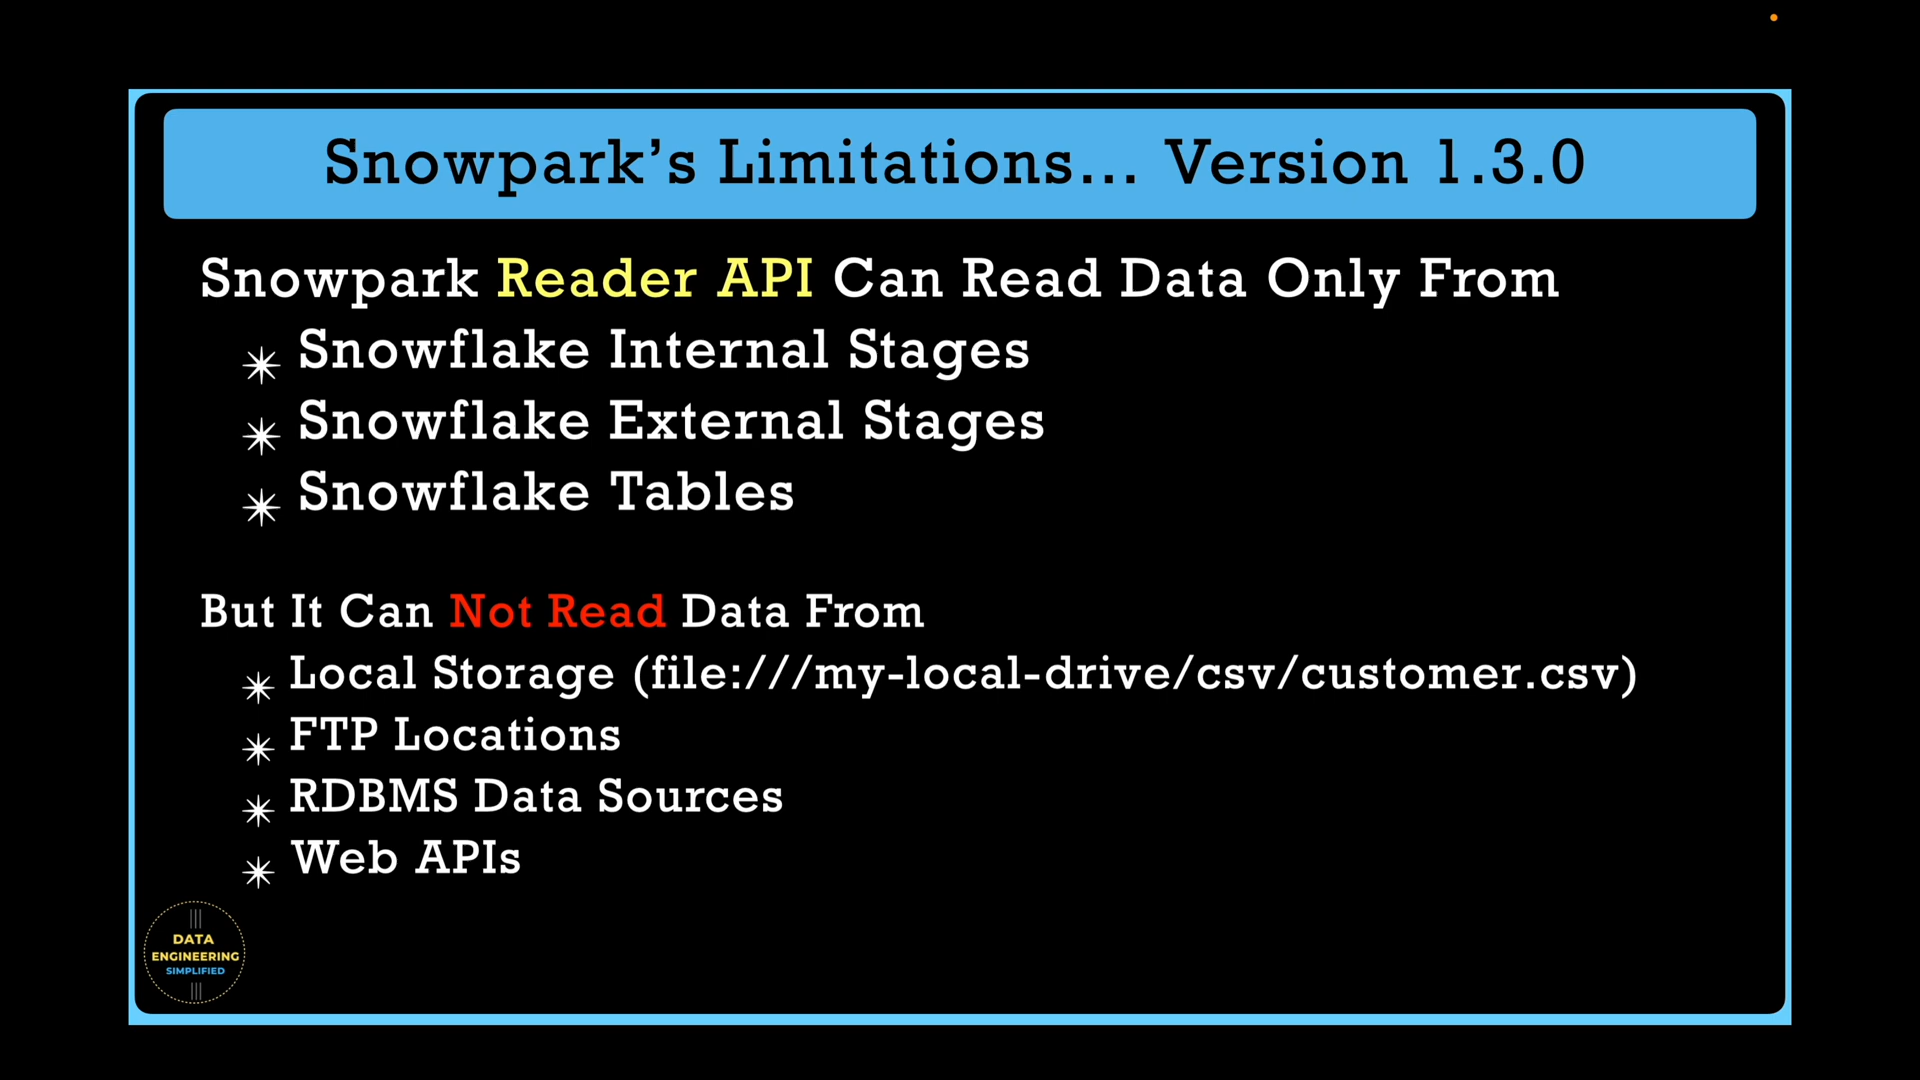 Snowpark’s Limitations... Version 1.3.0
Snowpark Reader API Can Read Data Only From
Snowflake Internal Stages
Snowflake External Stages
Snowflake Tables
But It Can Not Read Data From
Local Storage (file:///my-local-drive/csv/customer.csv)
FTP Locations
RDBMS Data Sources
Web APIs
DATA
ENGINEERING
SIMPLIFIED